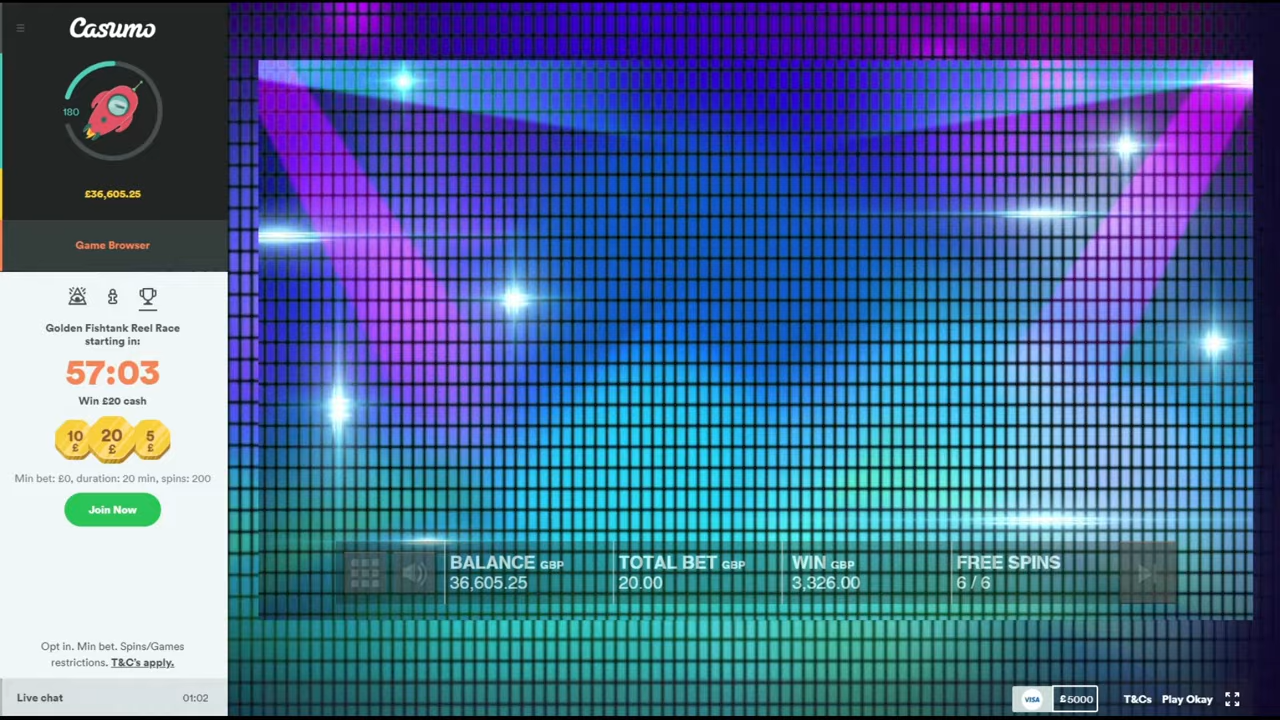 Casumo
180
£36,605.25
Game Browser
Golden Fishtank Reel Race
starting in:
57:03
Win £20 cash
10 £
20 £
5 £
Min bet: £0, duration: 20 min, spins: 200
Join Now
Opt in. Min bet. Spins/Games
restrictions. T&C's apply.
Live chat 01:02
BALANCE GBP
36,605.25
TOTAL BET GBP
20.00
WIN GBP
3,326.00
FREE SPINS
6 / 6
VISA £5000 T&Cs Play Okay